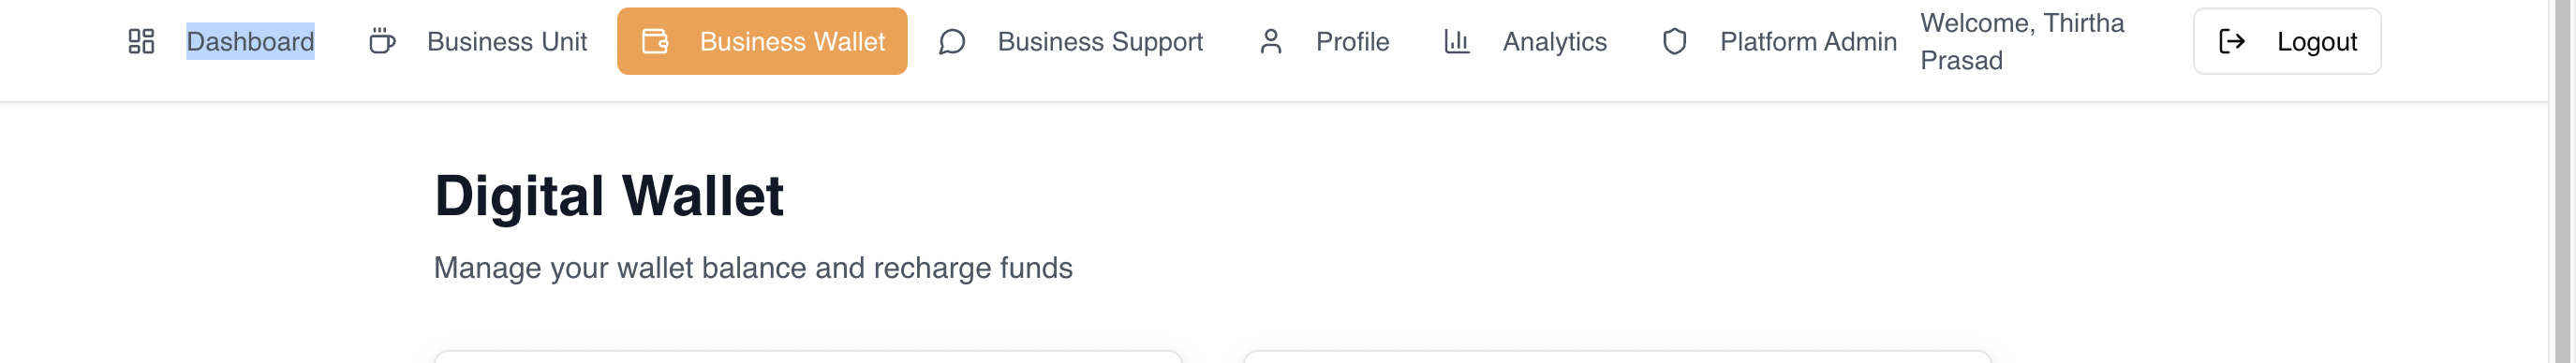 Dashboard Business Unit Business Wallet Business Support Profile Analytics Platform Admin Welcome, Thirtha
Prasad Logout
Digital Wallet
Manage your wallet balance and recharge funds